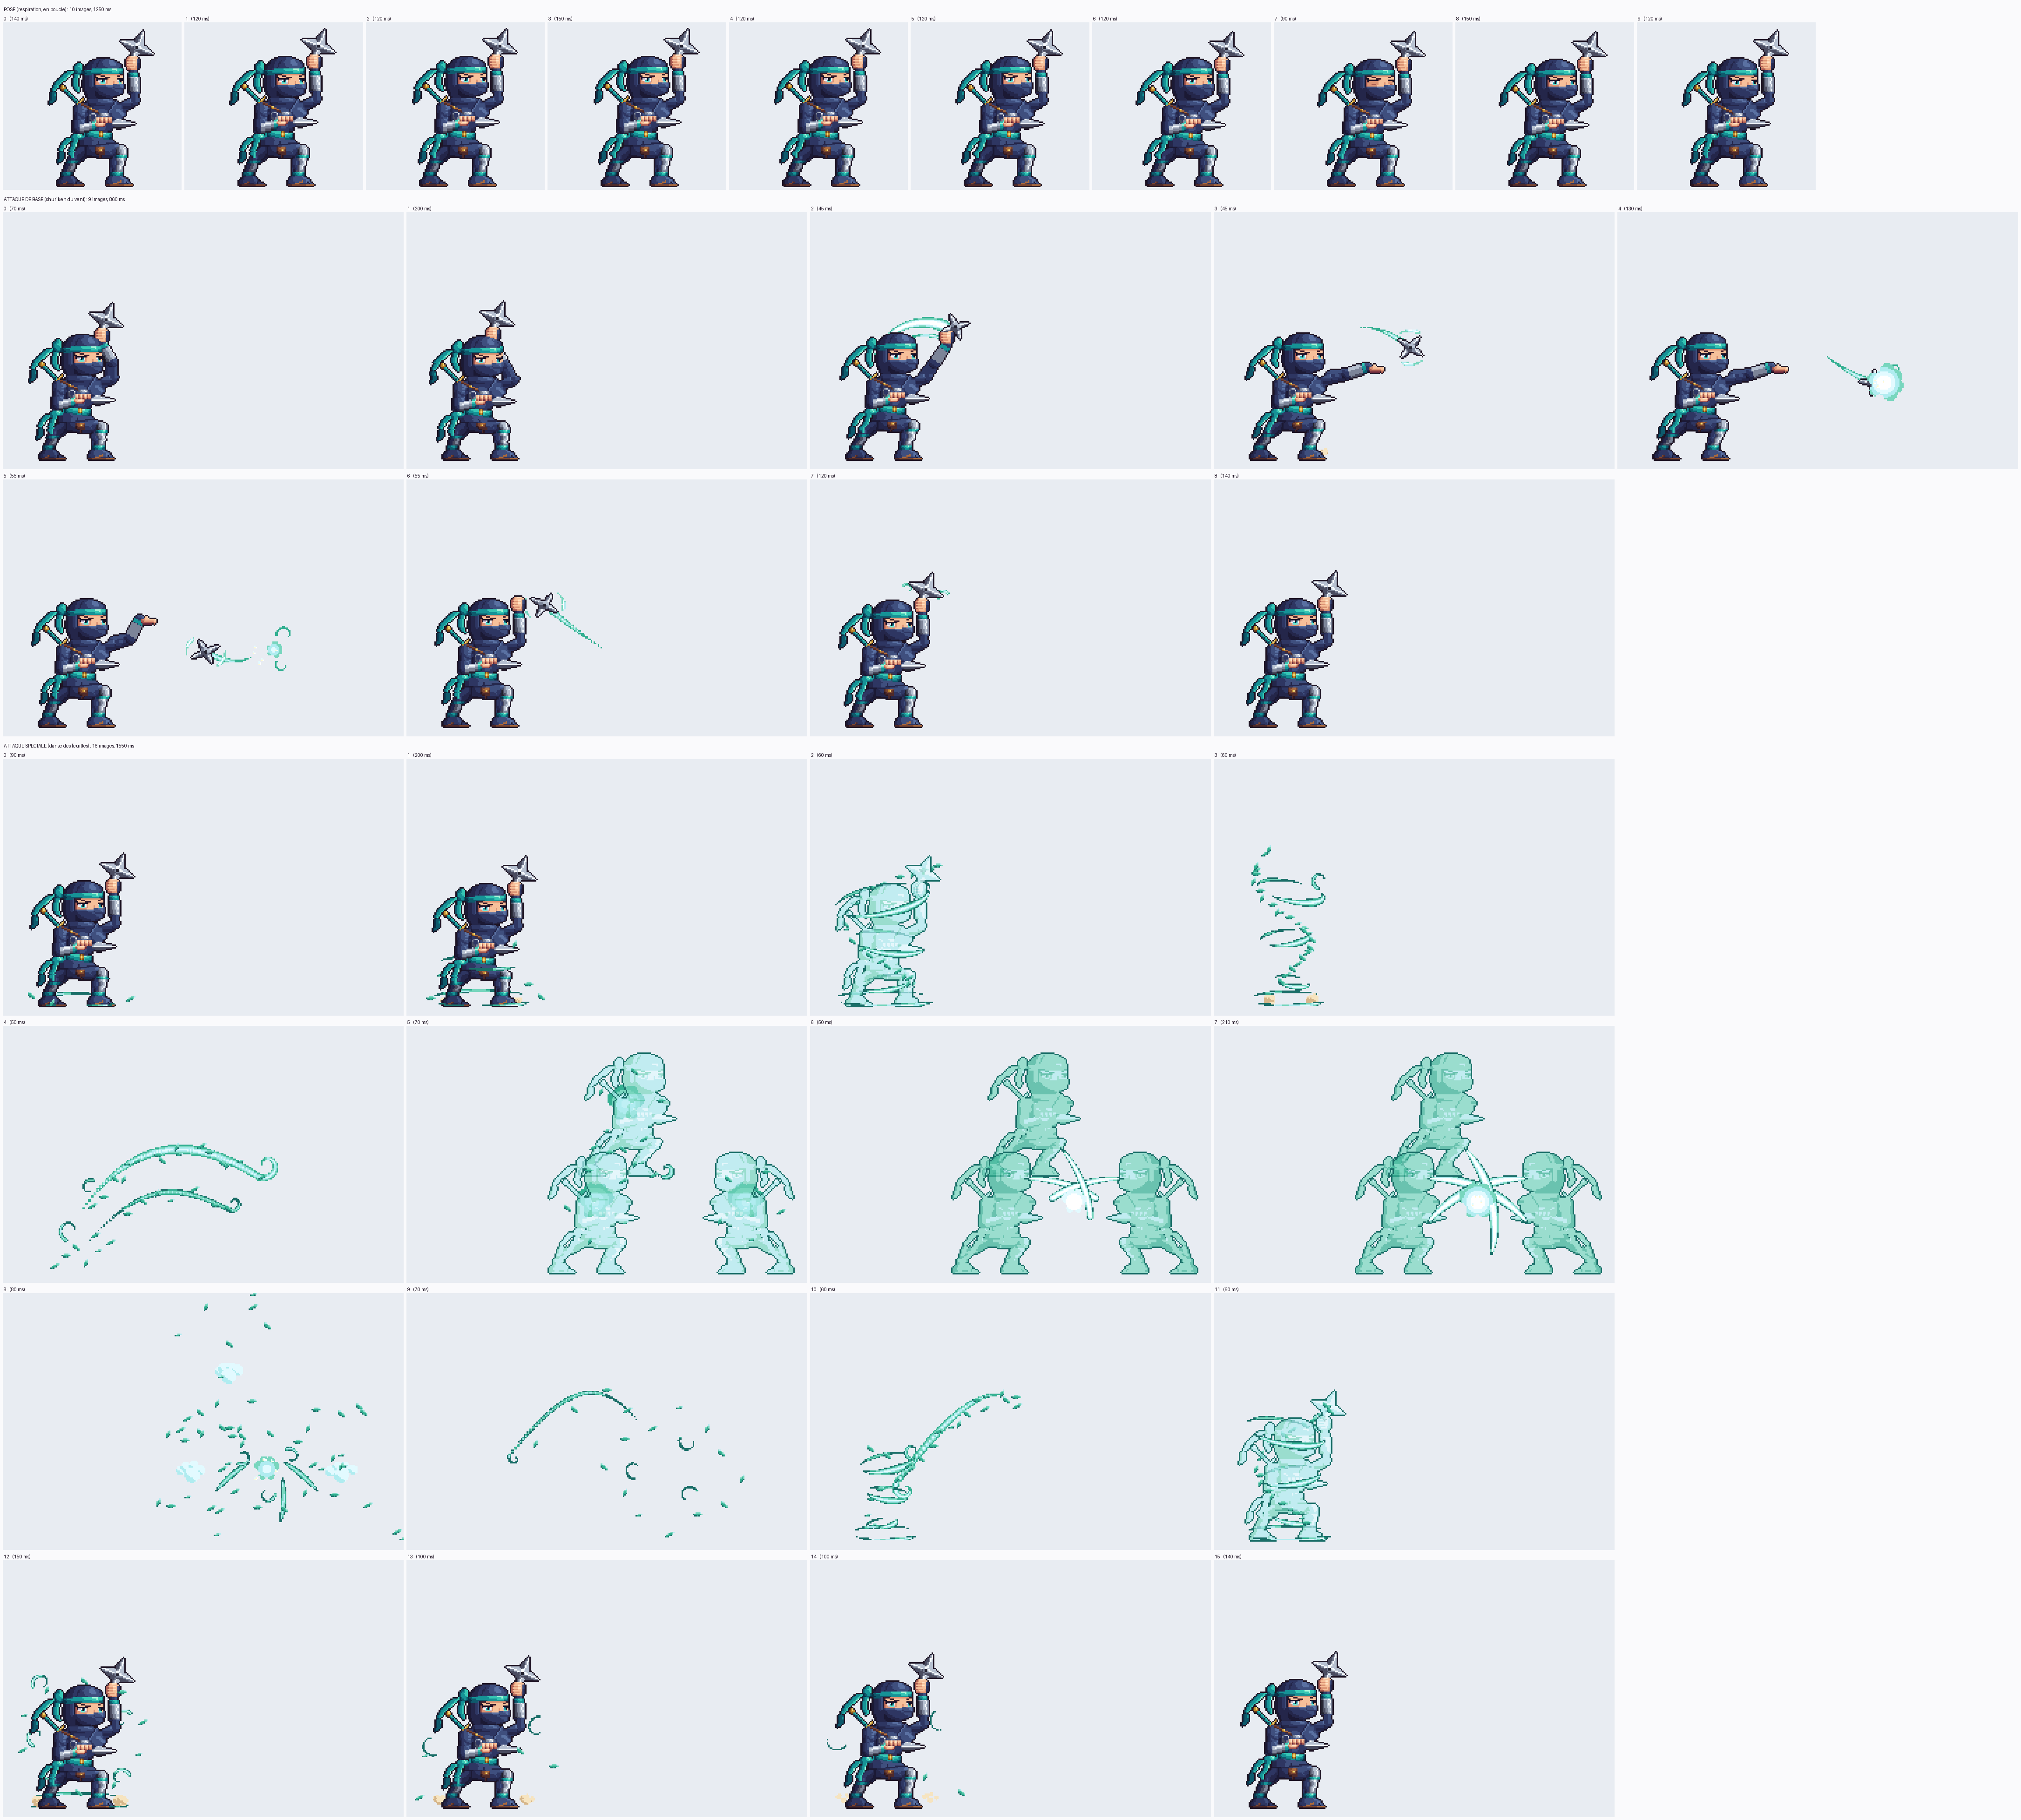 POSE (respiration, en boucle) : 10 images, 1250 ms
0 (140 ms) 1 (120 ms) 2 (120 ms) 3 (150 ms) 4 (120 ms) 5 (120 ms) 6 (120 ms) 7 (90 ms) 8 (150 ms) 9 (120 ms)
ATTAQUE DE BASE (shuriken du vent) : 9 images, 860 ms
0 (70 ms) 1 (200 ms) 2 (45 ms) 3 (45 ms) 4 (130 ms)
5 (55 ms) 6 (55 ms) 7 (120 ms) 8 (140 ms)
ATTAQUE SPECIALE (danse des feuilles) : 16 images, 1550 ms
0 (90 ms) 1 (200 ms) 2 (60 ms) 3 (60 ms)
4 (50 ms) 5 (70 ms) 6 (50 ms) 7 (210 ms)
8 (80 ms) 9 (70 ms) 10 (60 ms) 11 (60 ms)
12 (150 ms) 13 (100 ms) 14 (100 ms) 15 (140 ms)